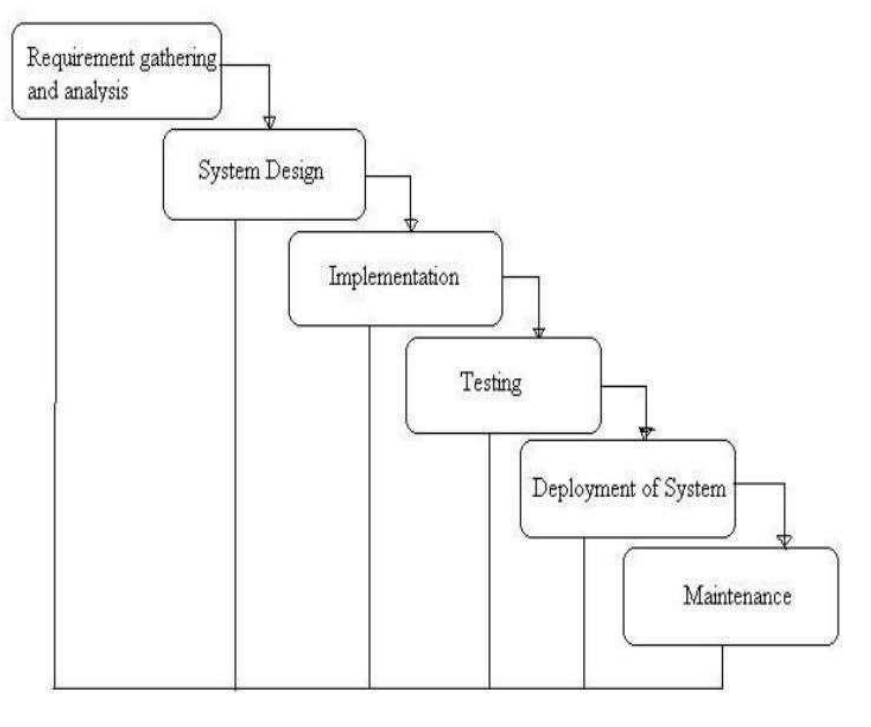 Requirement gathering
and analysis
System Design
Implementation
Testing
Deployment of System
Maintenance